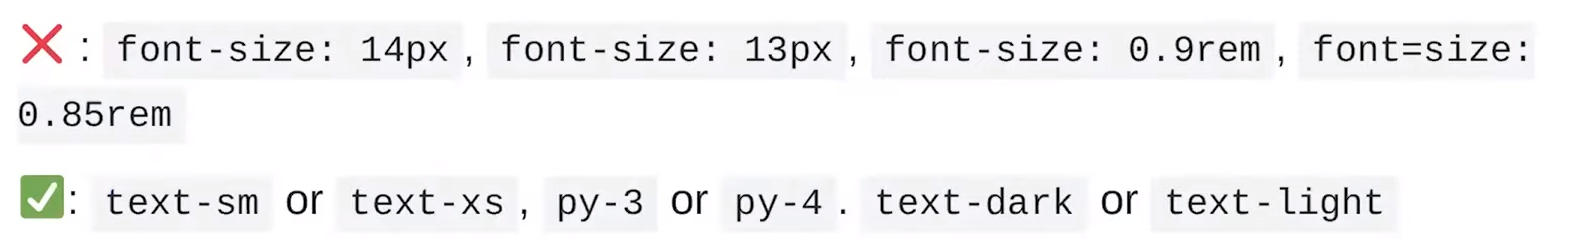 ❌ : font-size: 14px, font-size: 13px, font-size: 0.9rem, font=size:
0.85rem
✅: text-sm or text-xs, py-3 or py-4. text-dark or text-light